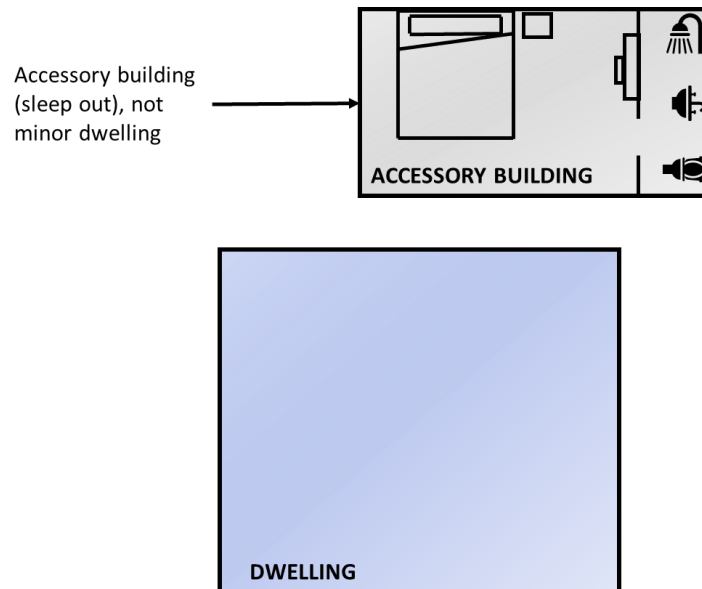 Accessory building
(sleep out), not
minor dwelling
ACCESSORY BUILDING
DWELLING